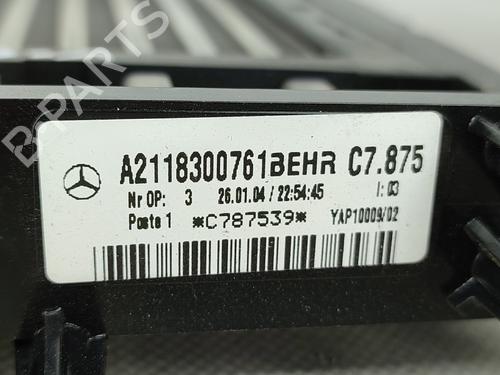 A2118300761BEHR C7.875
Nr OP: 3 26.01.04 / 22:54:45 I: 03
Poste 1 *C787539* YAP10009/02
B-PARTS